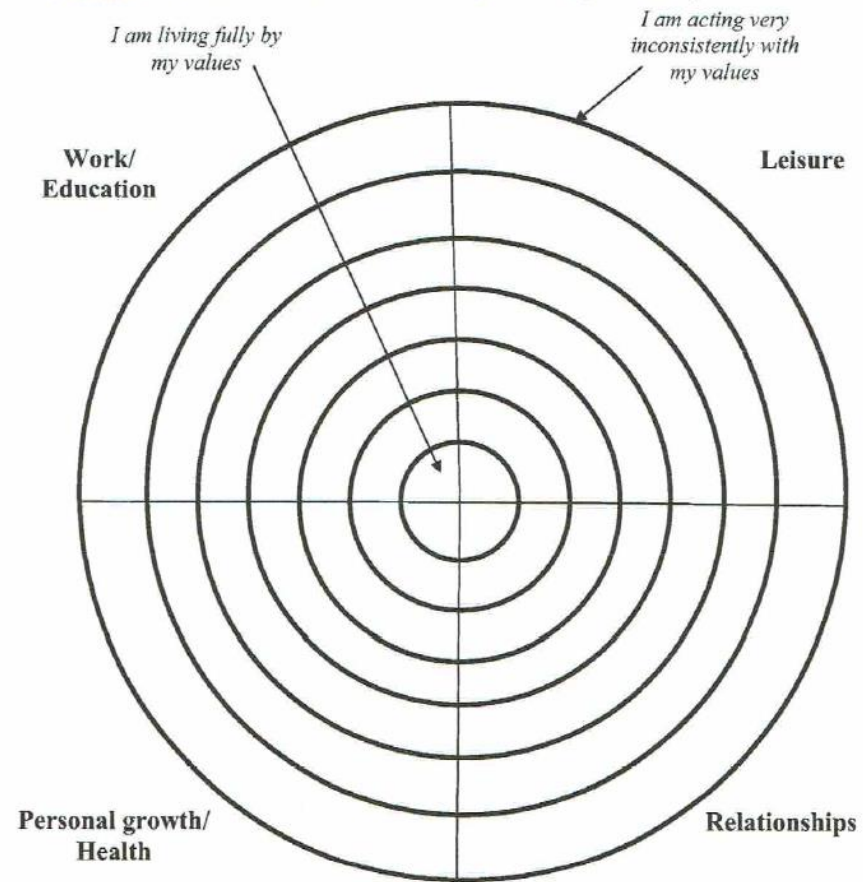 I am living fully by
my values
I am acting very
inconsistently with
my values
Work/
Education
Leisure
Personal growth/
Health
Relationships